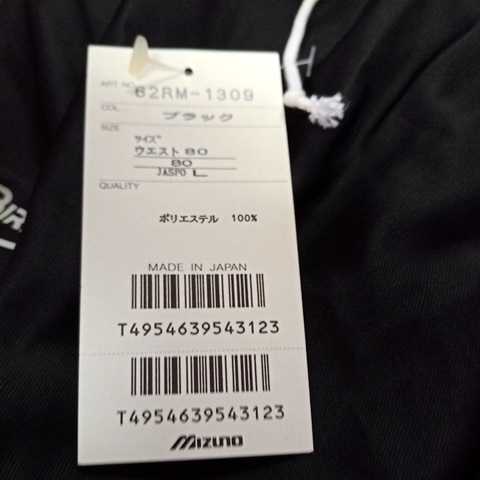 ART NO.
62RM-1309
COL.
ブラック
SIZE
サイズ
ウエスト80
80
JASPO L
QUALITY
ポリエステル 100%
MADE IN JAPAN
T4954639543123
T4954639543123
MIZUNO